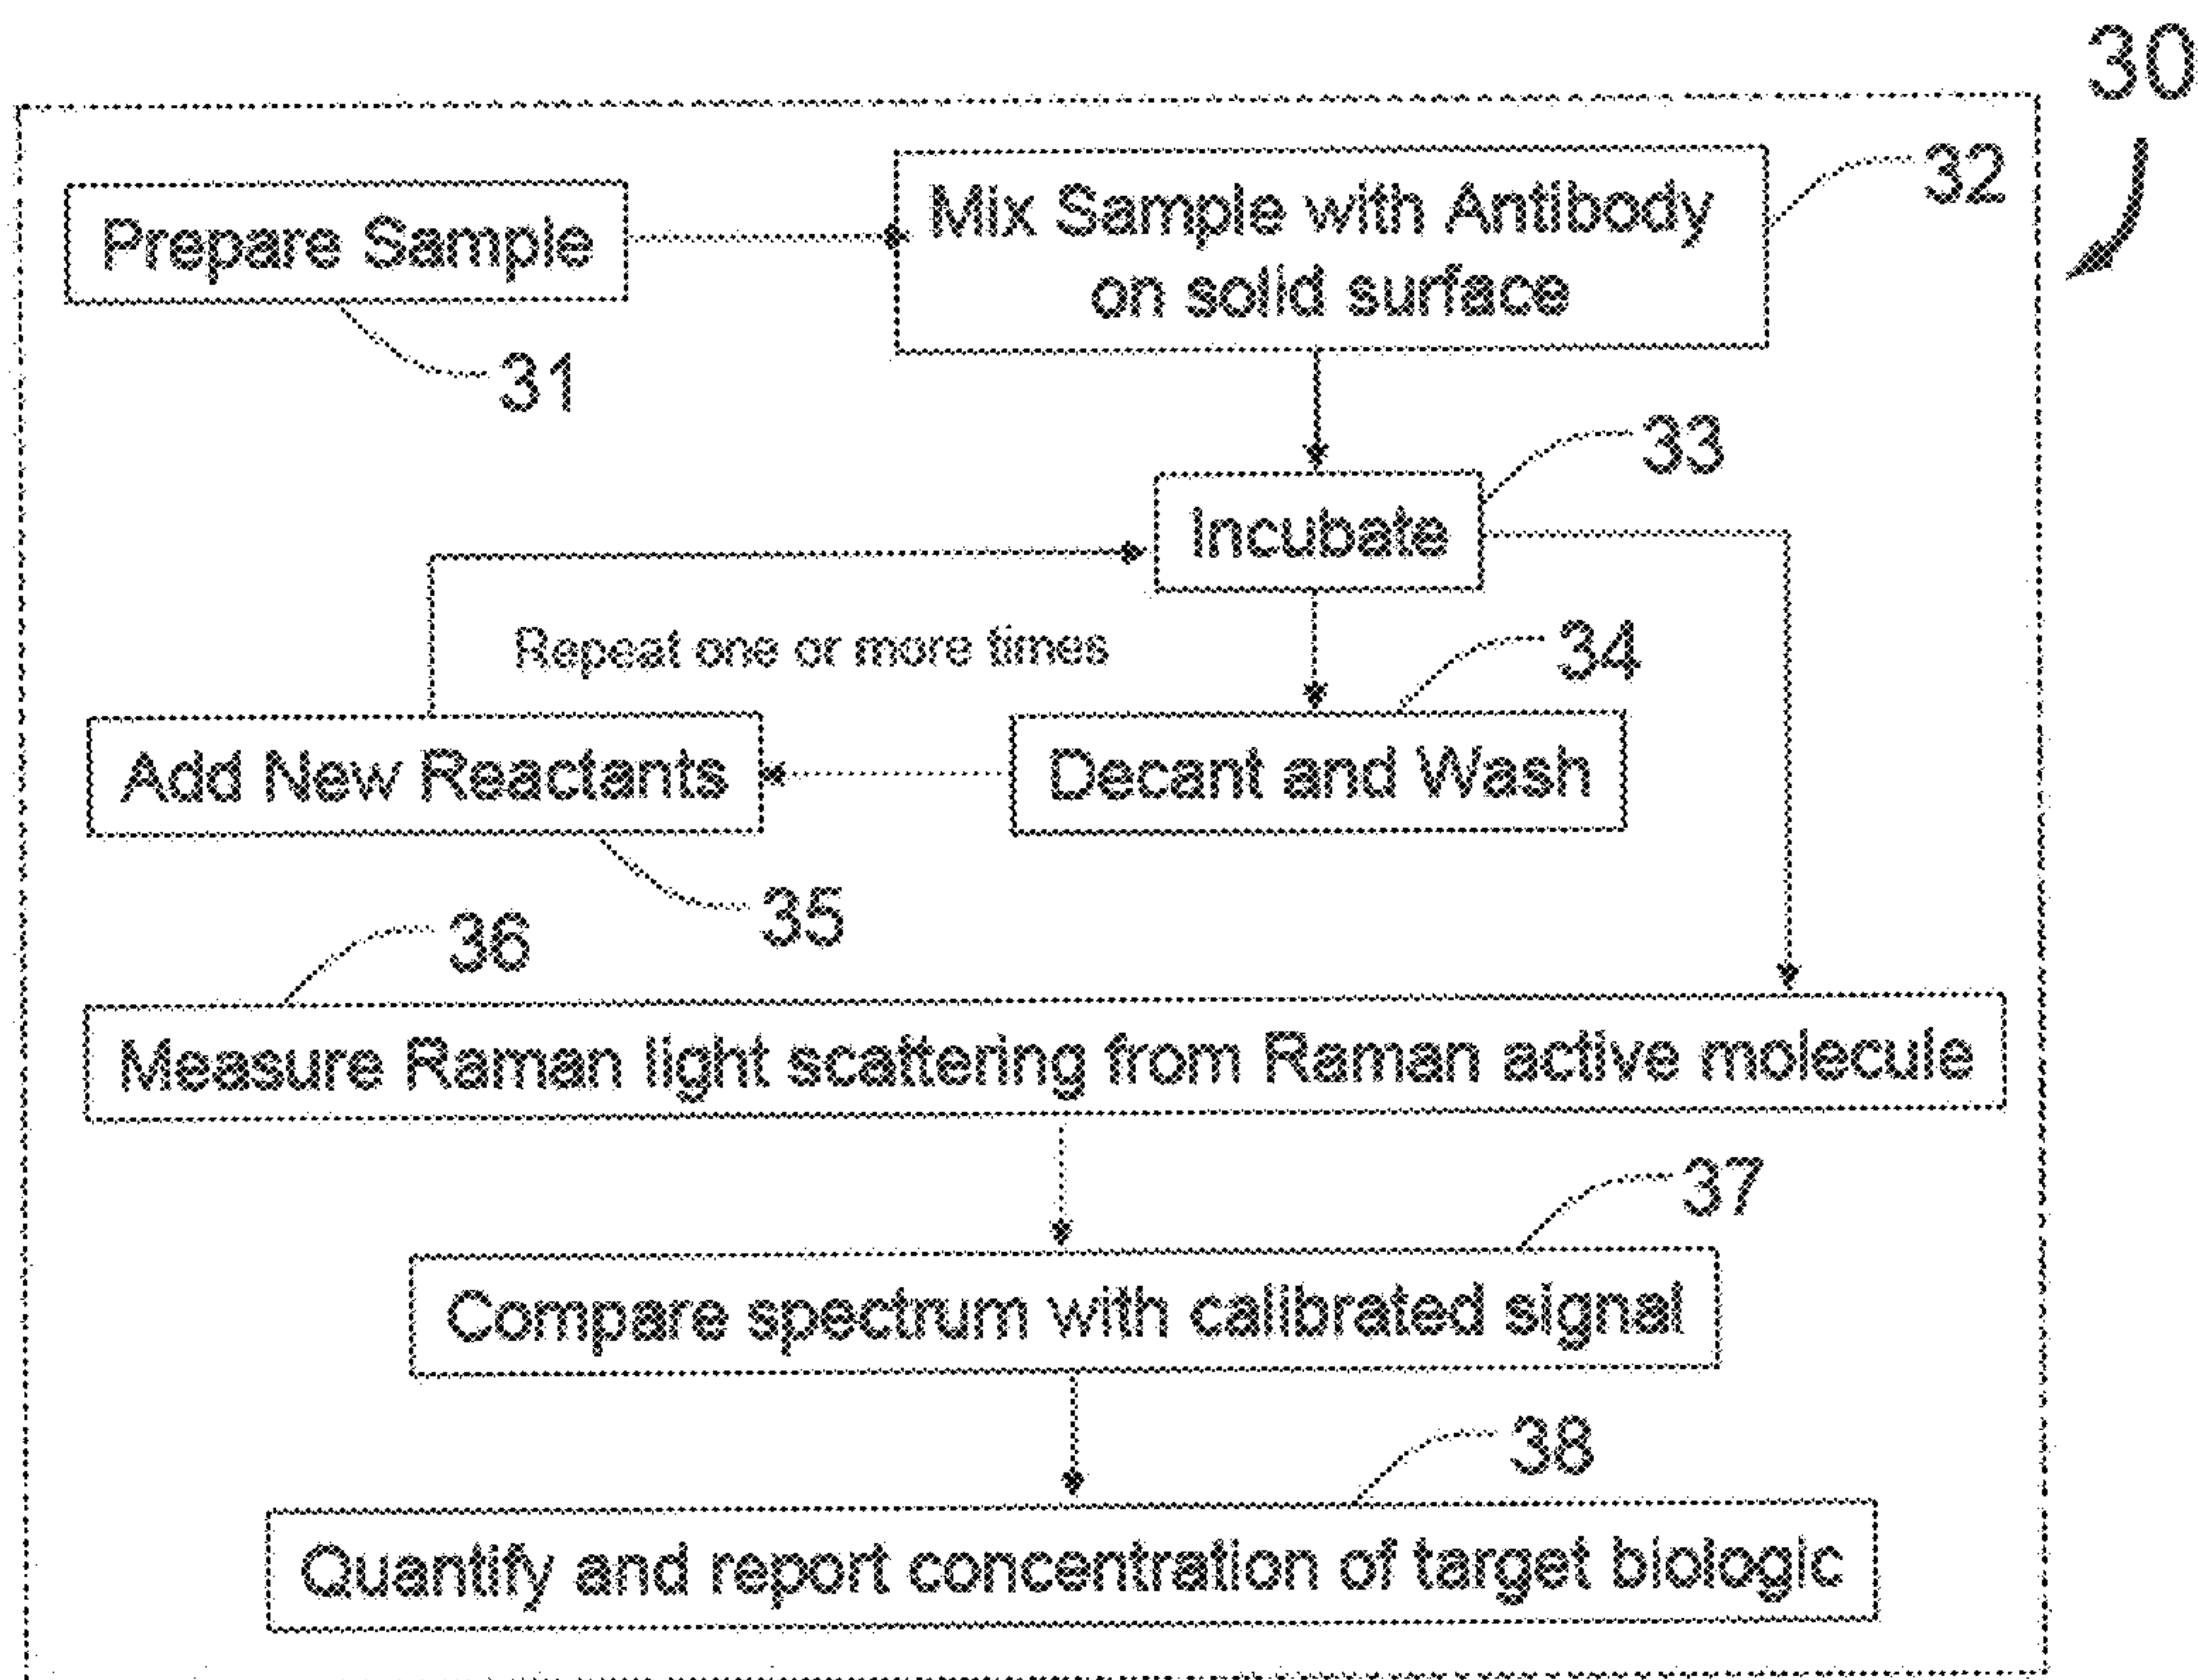 30
Prepare Sample
31
Mix Sample with Antibody
on solid surface
32
Incubate
33
Repeat one or more times
34
Add New Reactants
Decant and Wash
35
36
Measure Raman light scattering from Raman active molecule
37
Compare spectrum with calibrated signal
38
Quantify and report concentration of target biologic